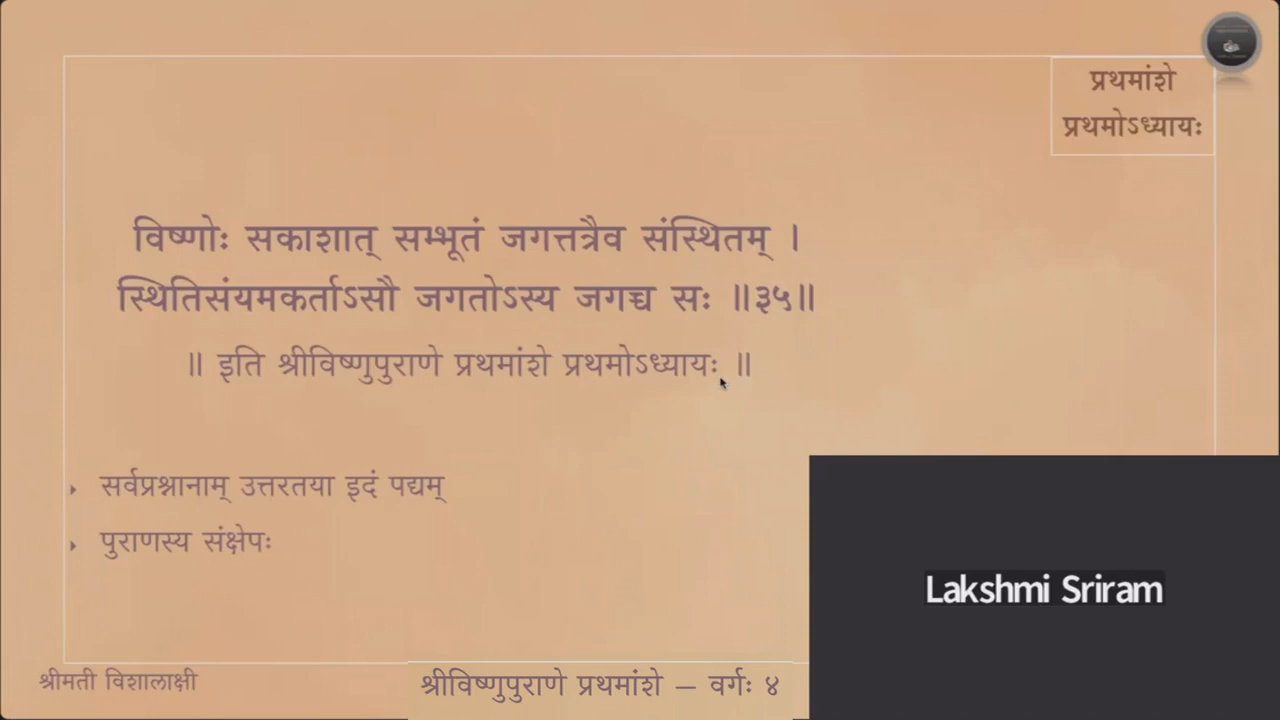 प्रथमांशे
प्रथमोऽध्यायः
विष्णोः सकाशात् सम्भूतं जगत्तत्रैव संस्थितम् ।
स्थितिसंयमकर्ताऽसौ जगतोऽस्य जगच्च सः ॥३५॥
॥ इति श्रीविष्णुपुराणे प्रथमांशे प्रथमोऽध्यायः ॥
सर्वप्रश्नानाम् उत्तरतया इदं पद्यम्
पुराणस्य संक्षेपः
Lakshmi Sriram
श्रीमती विशालाक्षी
श्रीविष्णुपुराणे प्रथमांशे – वर्गः ४